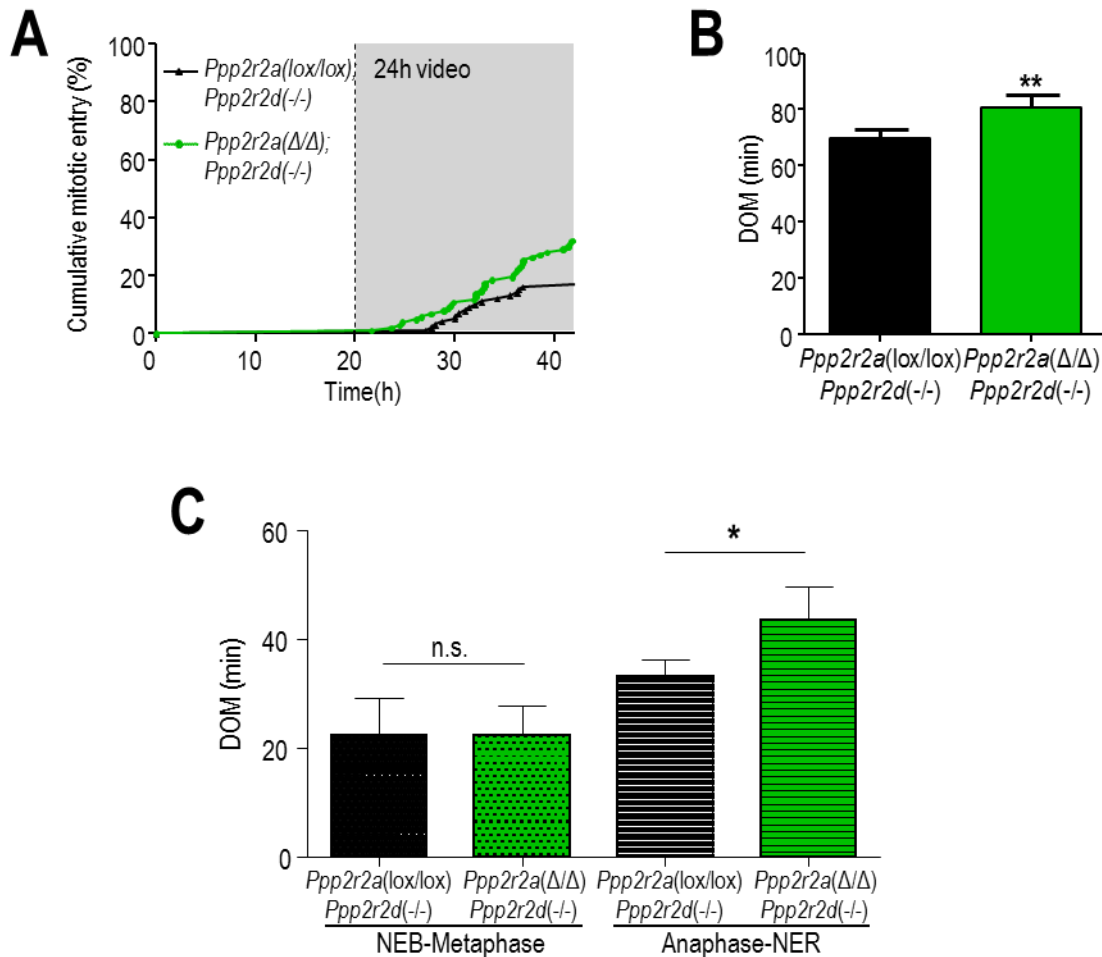 A
Cumulative mitotic entry (%)
100
80
60
40
20
0
Ppp2r2a(lox/lox),
Ppp2r2d(-/-)
Ppp2r2a(Δ/Δ);
Ppp2r2d(-/-)
24h video
0 10 20 30 40
Time(h)
B
DOM (min)
100
80
60
40
20
0
**
Ppp2r2a(lox/lox) Ppp2r2a(Δ/Δ)
Ppp2r2d(-/-) Ppp2r2d(-/-)
C
DOM (min)
60
40
20
0
n.s.
*
Ppp2r2a(lox/lox) Ppp2r2a(Δ/Δ) Ppp2r2a(lox/lox) Ppp2r2a(Δ/Δ)
Ppp2r2d(-/-) Ppp2r2d(-/-) Ppp2r2d(-/-) Ppp2r2d(-/-)
NEB-Metaphase Anaphase-NER